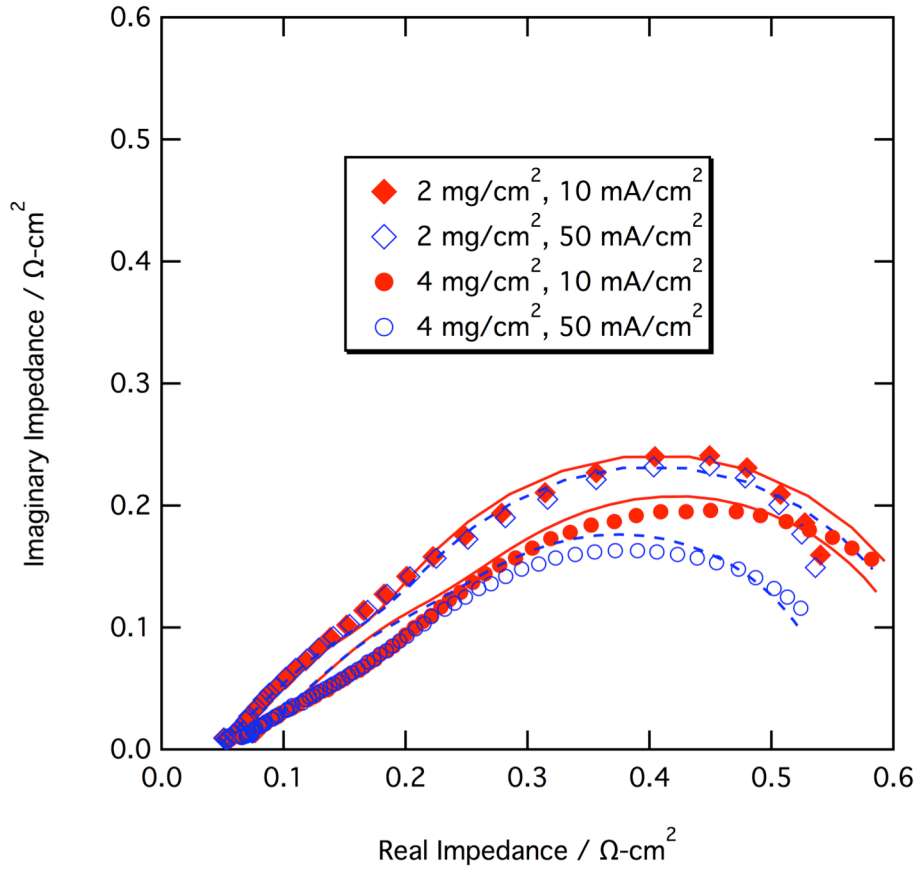 0.6
0.5
0.4
0.3
0.2
0.1
0.0
Imaginary Impedance / Ω-cm²
2 mg/cm², 10 mA/cm²
2 mg/cm², 50 mA/cm²
4 mg/cm², 10 mA/cm²
4 mg/cm², 50 mA/cm²
0.0 0.1 0.2 0.3 0.4 0.5 0.6
Real Impedance / Ω-cm²